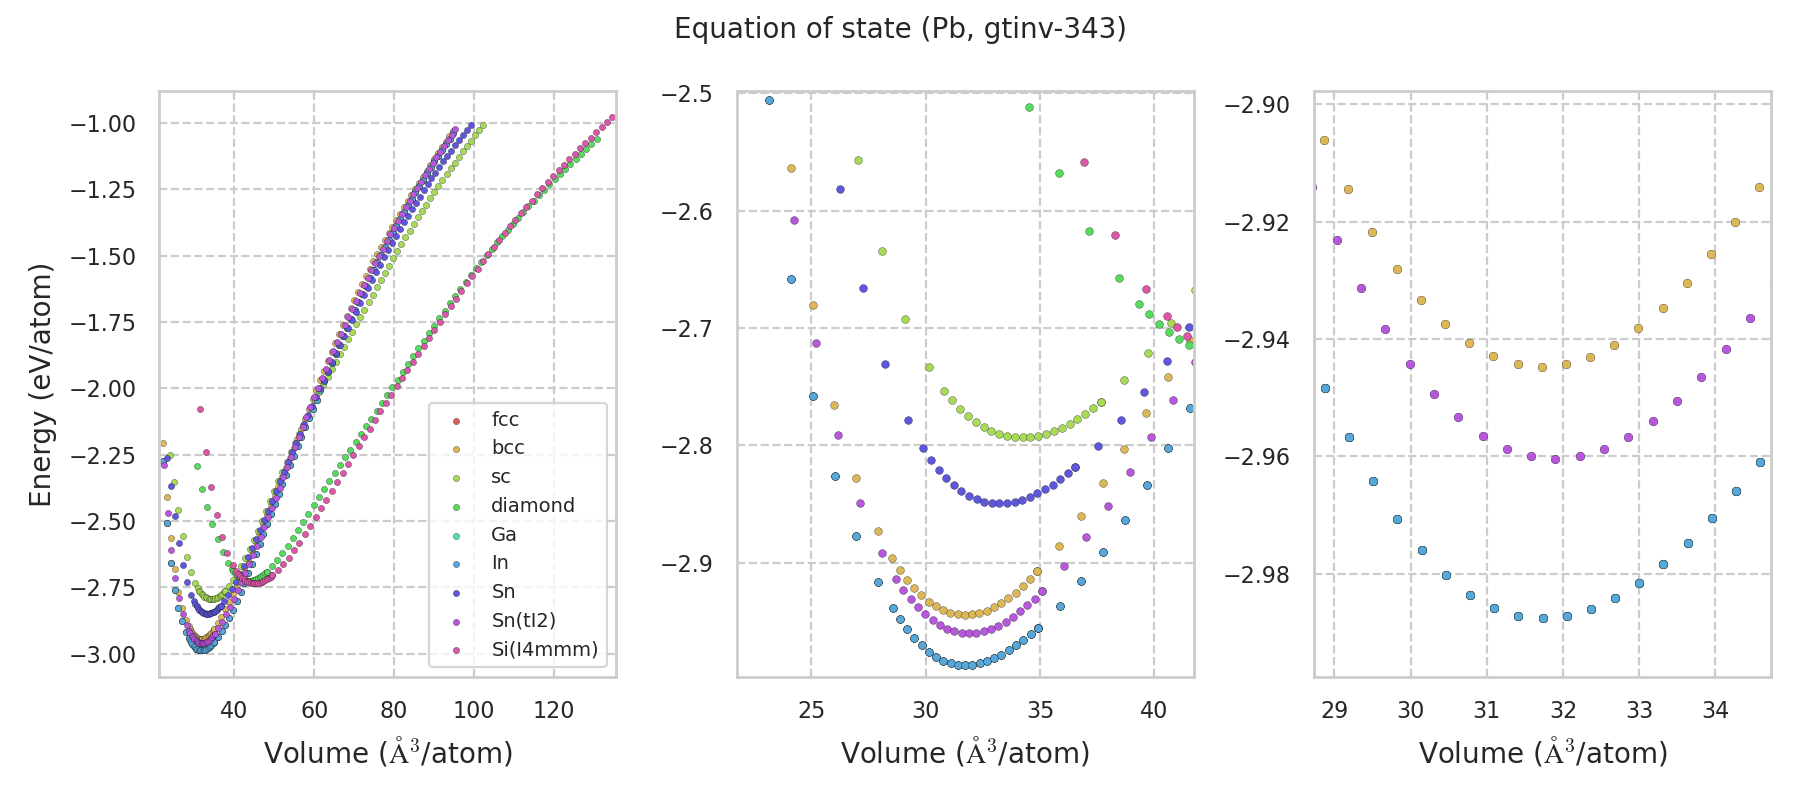 Equation of state (Pb, gtinv-343)
Energy (eV/atom)
−1.00
−1.25
−1.50
−1.75
−2.00
−2.25
−2.50
−2.75
−3.00
40 60 80 100 120
Volume (Å³/atom)
fcc
bcc
sc
diamond
Ga
In
Sn
Sn(tI2)
Si(I4mmm)
−2.5
−2.6
−2.7
−2.8
−2.9
25 30 35 40
Volume (Å³/atom)
−2.90
−2.92
−2.94
−2.96
−2.98
29 30 31 32 33 34
Volume (Å³/atom)